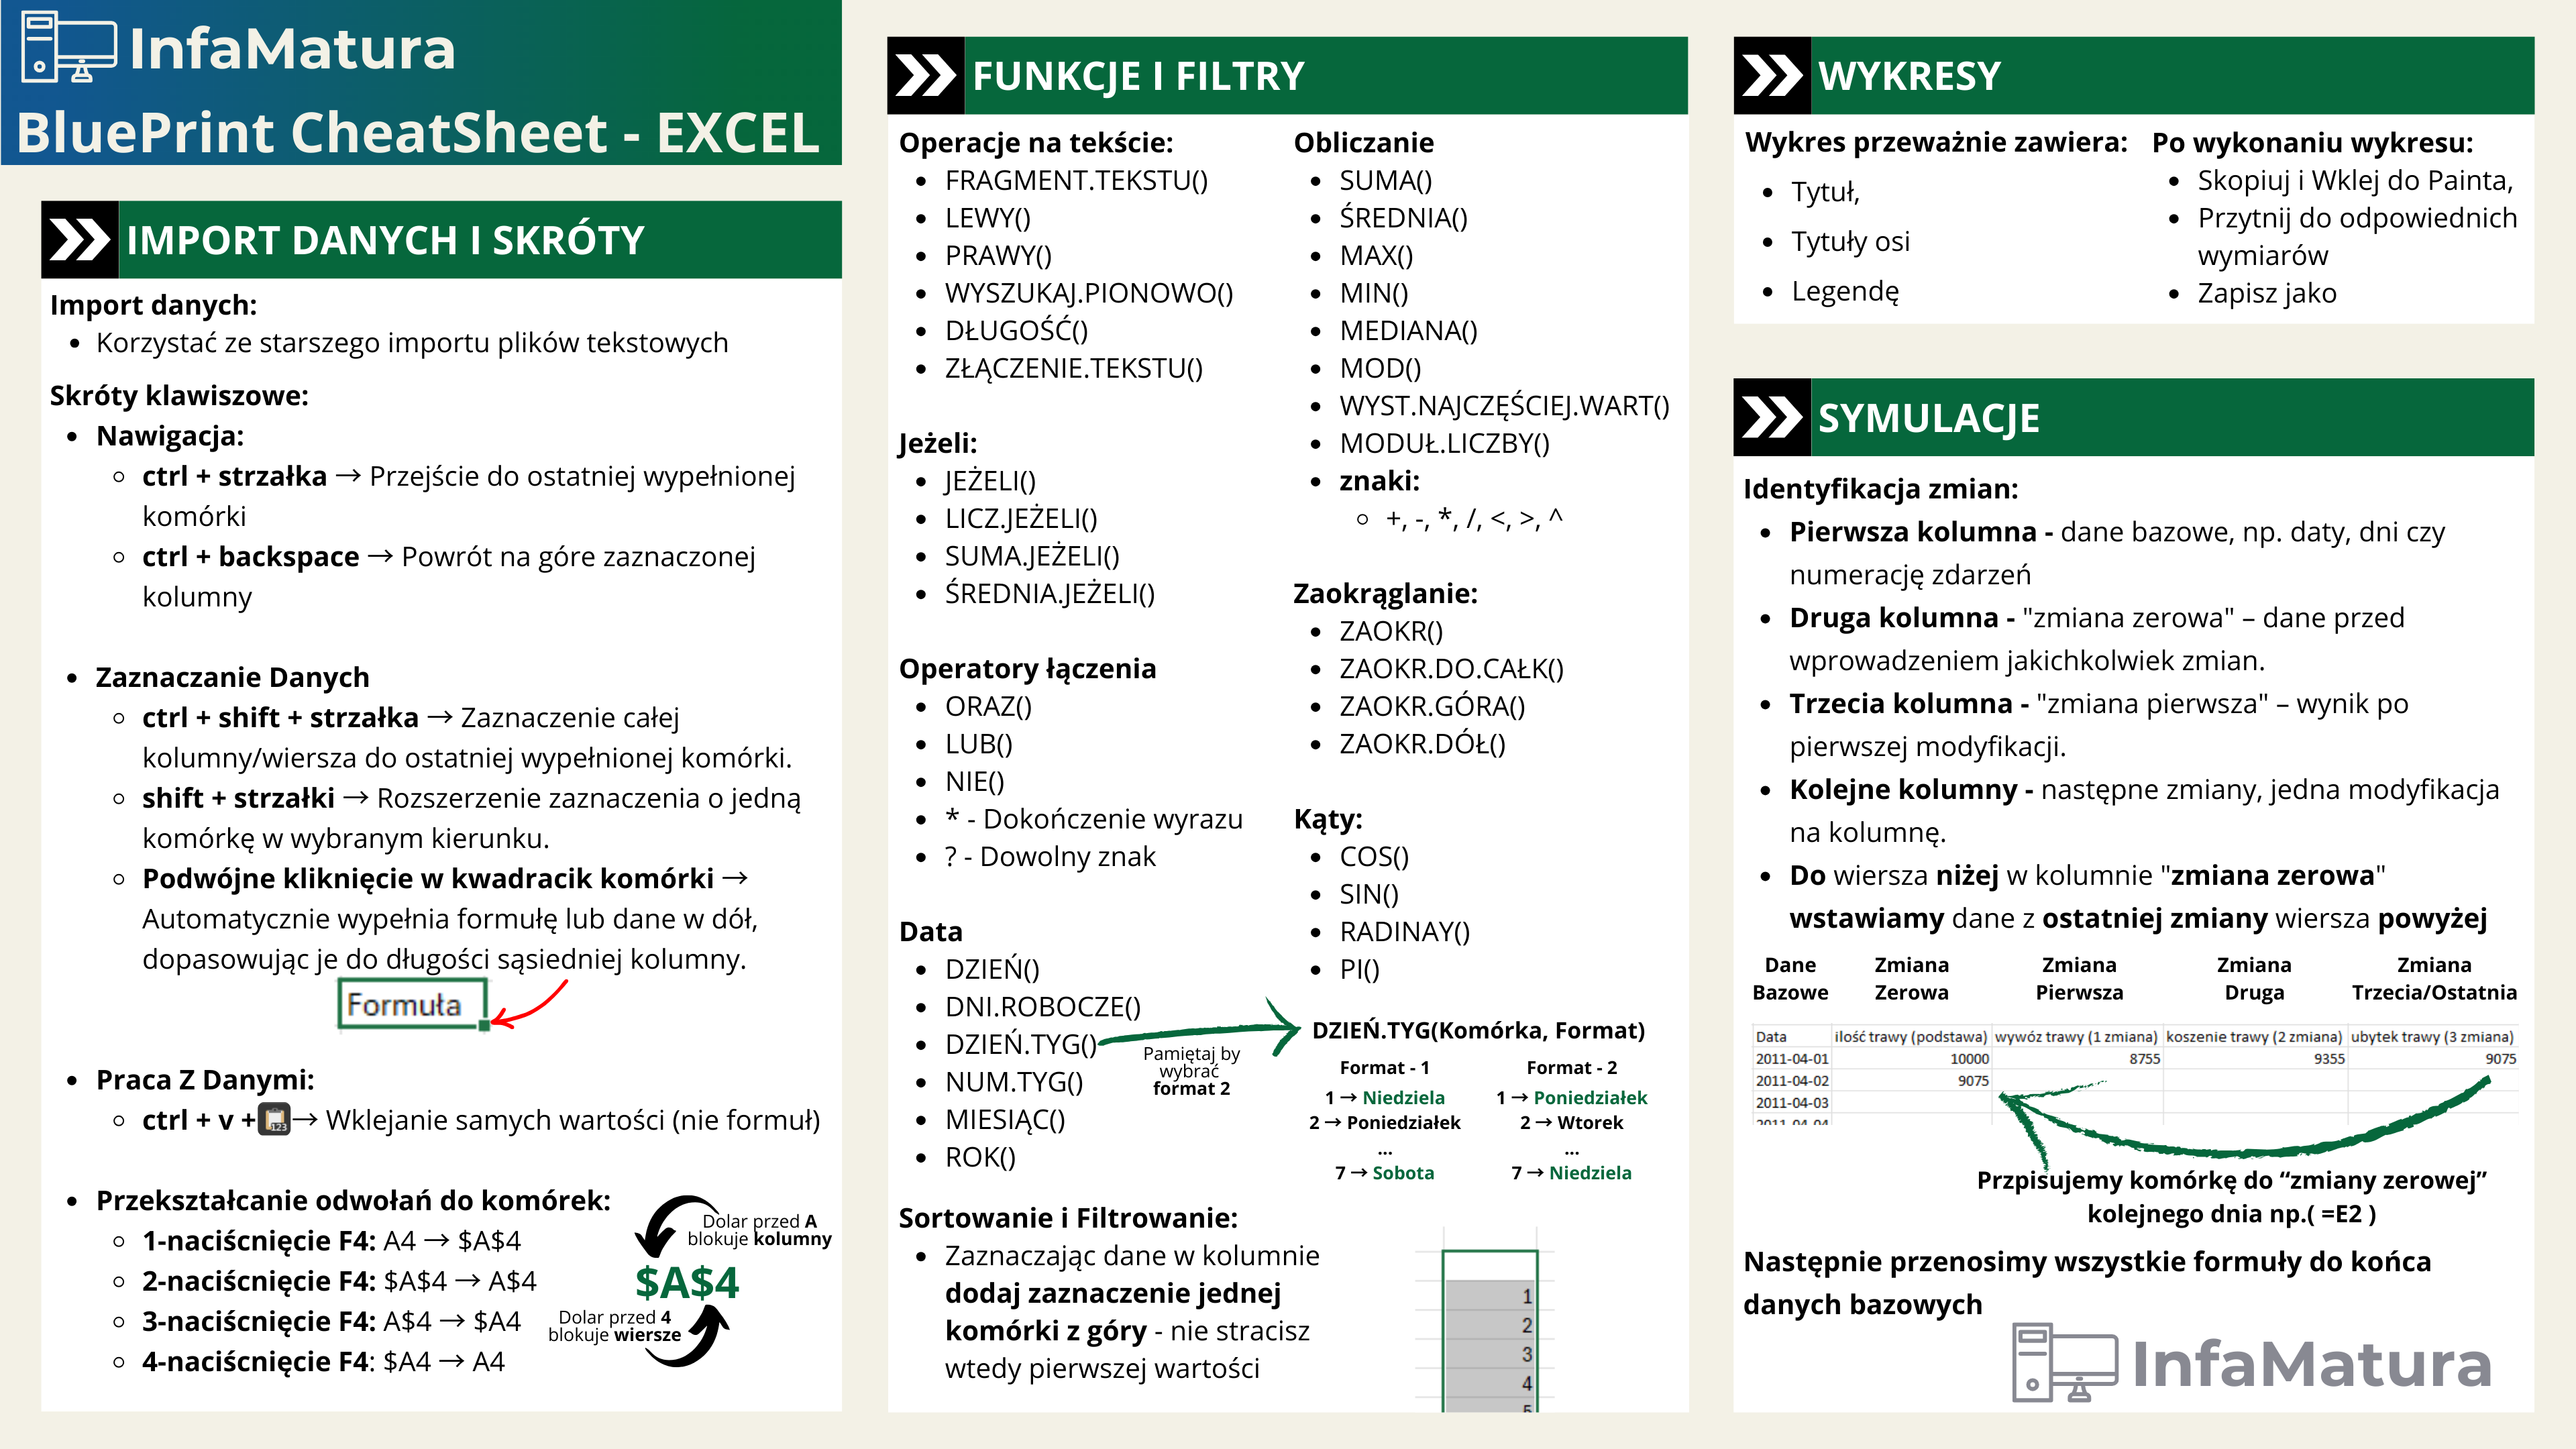 InfaMatura
BluePrint CheatSheet - EXCEL
IMPORT DANYCH I SKRÓTY
Import danych:
• Korzystać ze starszego importu plików tekstowych
Skróty klawiszowe:
• Nawigacja:
◦ ctrl + strzałka → Przejście do ostatniej wypełnionej
komórki
◦ ctrl + backspace → Powrót na góre zaznaczonej
kolumny
• Zaznaczanie Danych
◦ ctrl + shift + strzałka → Zaznaczenie całej
kolumny/wiersza do ostatniej wypełnionej komórki.
◦ shift + strzałki → Rozszerzenie zaznaczenia o jedną
komórkę w wybranym kierunku.
◦ Podwójne kliknięcie w kwadracik komórki →
Automatycznie wypełnia formułę lub dane w dół,
dopasowując je do długości sąsiedniej kolumny.
Formuła
• Praca Z Danymi:
◦ ctrl + v + 123 → Wklejanie samych wartości (nie formuł)
• Przekształcanie odwołań do komórek:
◦ 1-naciścnięcie F4: A4 → $A$4
◦ 2-naciścnięcie F4: $A$4 → A$4
◦ 3-naciścnięcie F4: A$4 → $A4
◦ 4-naciścnięcie F4: $A4 → A4
Dolar przed A
blokuje kolumny
$A$4
Dolar przed 4
blokuje wiersze
FUNKCJE I FILTRY
Operacje na tekście:
• FRAGMENT.TEKSTU()
• LEWY()
• PRAWY()
• WYSZUKAJ.PIONOWO()
• DŁUGOŚĆ()
• ZŁĄCZENIE.TEKSTU()
Jeżeli:
• JEŻELI()
• LICZ.JEŻELI()
• SUMA.JEŻELI()
• ŚREDNIA.JEŻELI()
Operatory łączenia
• ORAZ()
• LUB()
• NIE()
• * - Dokończenie wyrazu
• ? - Dowolny znak
Data
• DZIEŃ()
• DNI.ROBOCZE()
• DZIEŃ.TYG()
• NUM.TYG()
• MIESIĄC()
• ROK()
Pamiętaj by
wybrać
format 2
Obliczanie
• SUMA()
• ŚREDNIA()
• MAX()
• MIN()
• MEDIANA()
• MOD()
• WYST.NAJCZĘŚCIEJ.WART()
• MODUŁ.LICZBY()
• znaki:
◦ +, -, *, /, <, >, ^
Zaokrąglanie:
• ZAOKR()
• ZAOKR.DO.CAŁK()
• ZAOKR.GÓRA()
• ZAOKR.DÓŁ()
Kąty:
• COS()
• SIN()
• RADINAY()
• PI()
DZIEŃ.TYG(Komórka, Format)
Format - 1 Format - 2
1 → Niedziela 1 → Poniedziałek
2 → Poniedziałek 2 → Wtorek
... ...
7 → Sobota 7 → Niedziela
Sortowanie i Filtrowanie:
• Zaznaczając dane w kolumnie
dodaj zaznaczenie jednej
komórki z góry - nie stracisz
wtedy pierwszej wartości
1
2
3
4
5
WYKRESY
Wykres przeważnie zawiera:
• Tytuł,
• Tytuły osi
• Legendę
Po wykonaniu wykresu:
• Skopiuj i Wklej do Painta,
• Przytnij do odpowiednich
wymiarów
• Zapisz jako
SYMULACJE
Identyfikacja zmian:
• Pierwsza kolumna - dane bazowe, np. daty, dni czy
numerację zdarzeń
• Druga kolumna - "zmiana zerowa" – dane przed
wprowadzeniem jakichkolwiek zmian.
• Trzecia kolumna - "zmiana pierwsza" – wynik po
pierwszej modyfikacji.
• Kolejne kolumny - następne zmiany, jedna modyfikacja
na kolumnę.
• Do wiersza niżej w kolumnie "zmiana zerowa"
wstawiamy dane z ostatniej zmiany wiersza powyżej
Dane Zmiana Zmiana Zmiana Zmiana
Bazowe Zerowa Pierwsza Druga Trzecia/Ostatnia
Data ilość trawy (podstawa) wywóz trawy (1 zmiana) koszenie trawy (2 zmiana) ubytek trawy (3 zmiana)
2011-04-01 10000 8755 9355 9075
2011-04-02 9075
2011-04-03
2011-04-04
Przpisujemy komórkę do “zmiany zerowej”
kolejnego dnia np.( =E2 )
Następnie przenosimy wszystkie formuły do końca
danych bazowych
InfaMatura